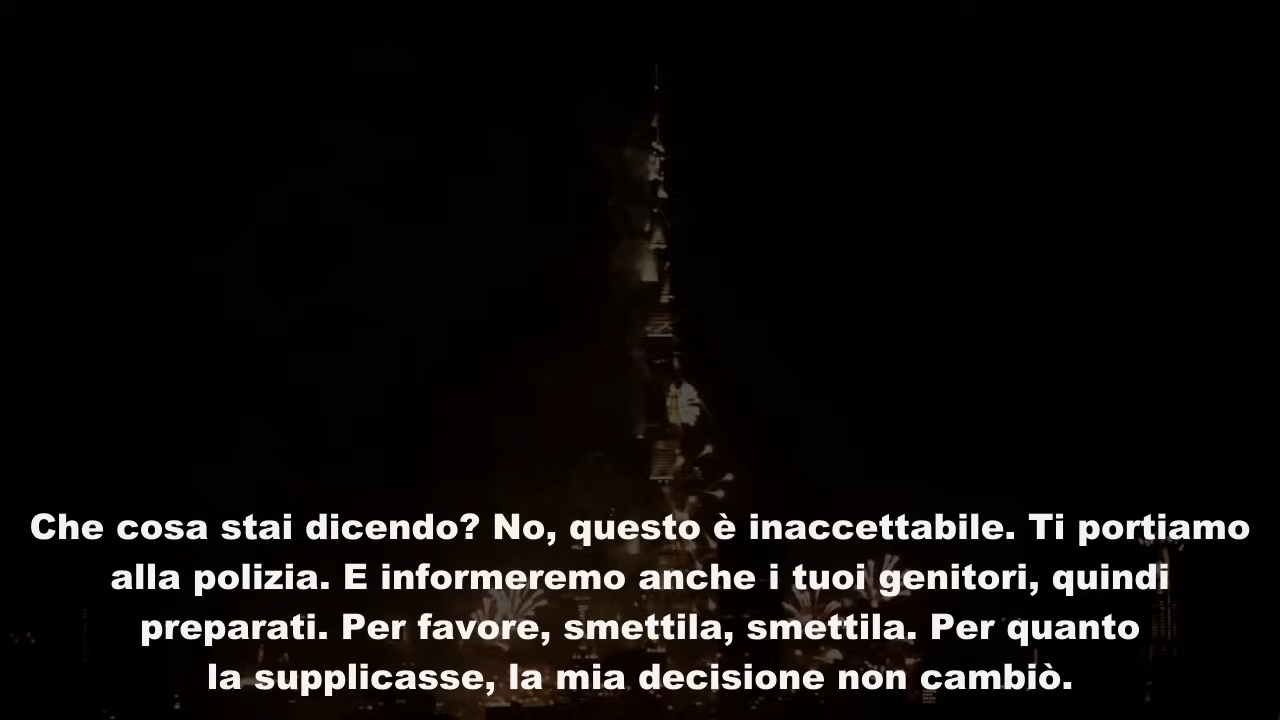 Che cosa stai dicendo? No, questo è inaccettabile. Ti portiamo
alla polizia. E informeremo anche i tuoi genitori, quindi
preparati. Per favore, smettila, smettila. Per quanto
la supplicasse, la mia decisione non cambiò.